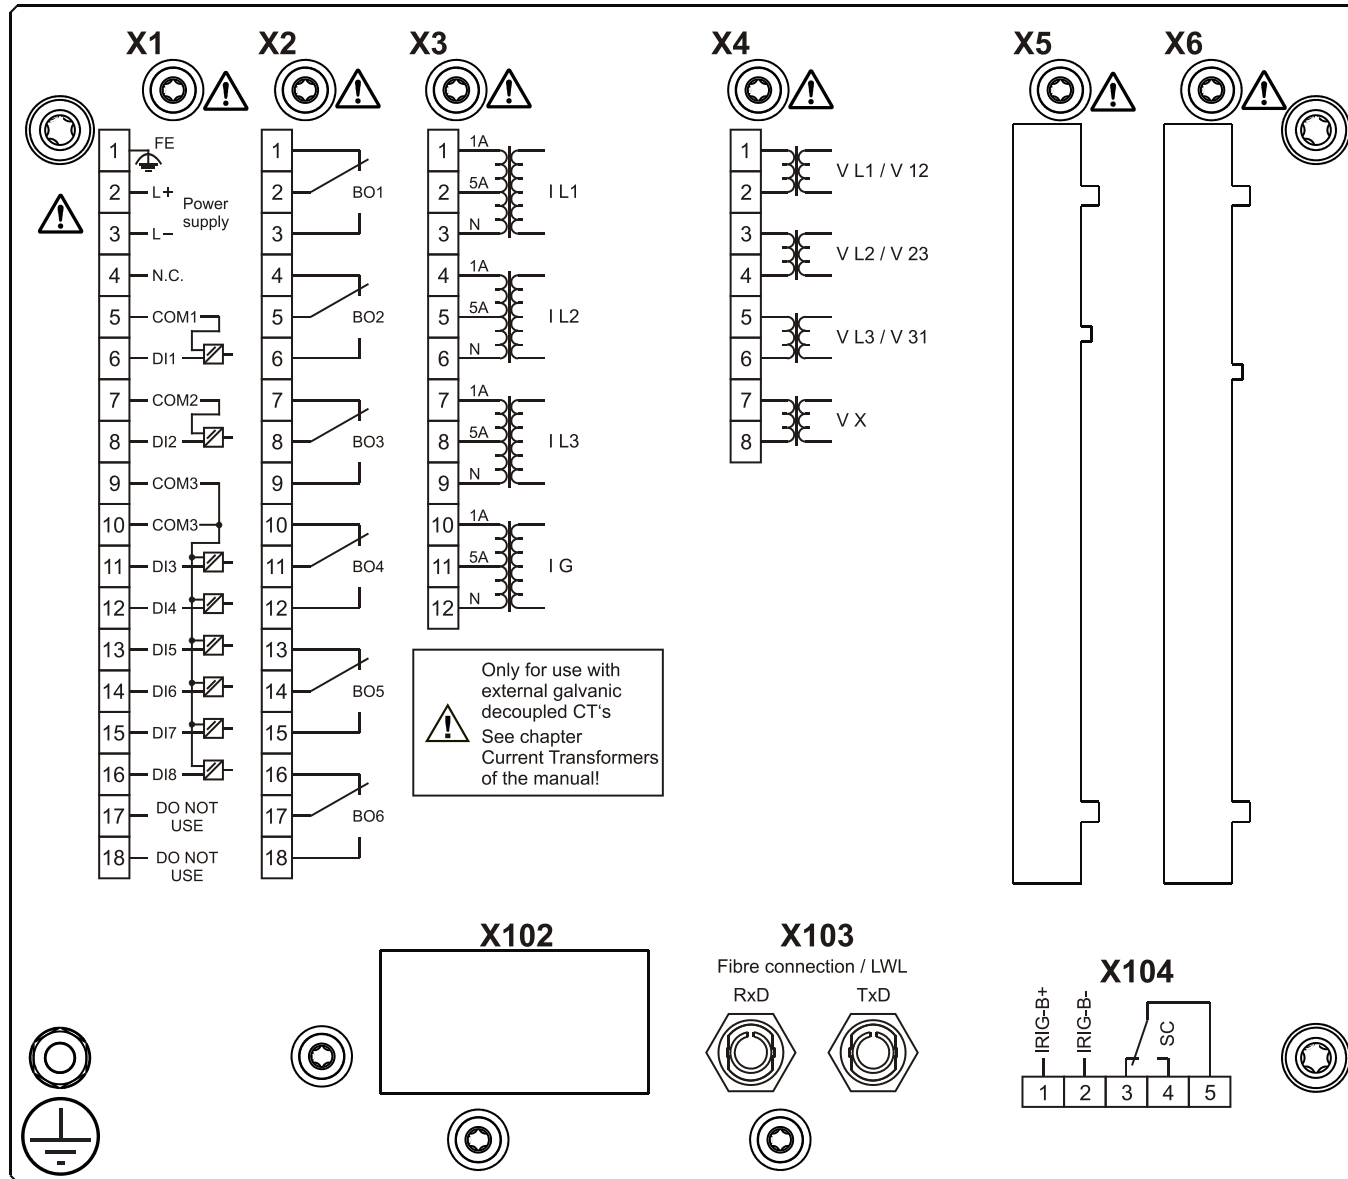 X1
X2
X3
X4
X5
X6
1 FE
2 L+
Power
supply
3 L–
4 N.C.
5 COM1
6 DI1
7 COM2
8 DI2
9 COM3
10 COM3
11 DI3
12 DI4
13 DI5
14 DI6
15 DI7
16 DI8
17 DO NOT
USE
18 DO NOT
USE
1
2 BO1
3
4
5 BO2
6
7
8 BO3
9
10
11 BO4
12
13
14 BO5
15
16
17 BO6
18
1 1A
2 5A I L1
3 N
4 1A
5 5A I L2
6 N
7 1A
8 5A I L3
9 N
10 1A
11 5A I G
12 N
Only for use with
external galvanic
decoupled CT‘s
See chapter
Current Transformers
of the manual!
1
V L1 / V 12
2
3
V L2 / V 23
4
5
V L3 / V 31
6
7
V X
8
X102
X103
Fibre connection / LWL
RxD TxD
X104
IRIG-B+
IRIG-B-
SC
1 2 3 4 5